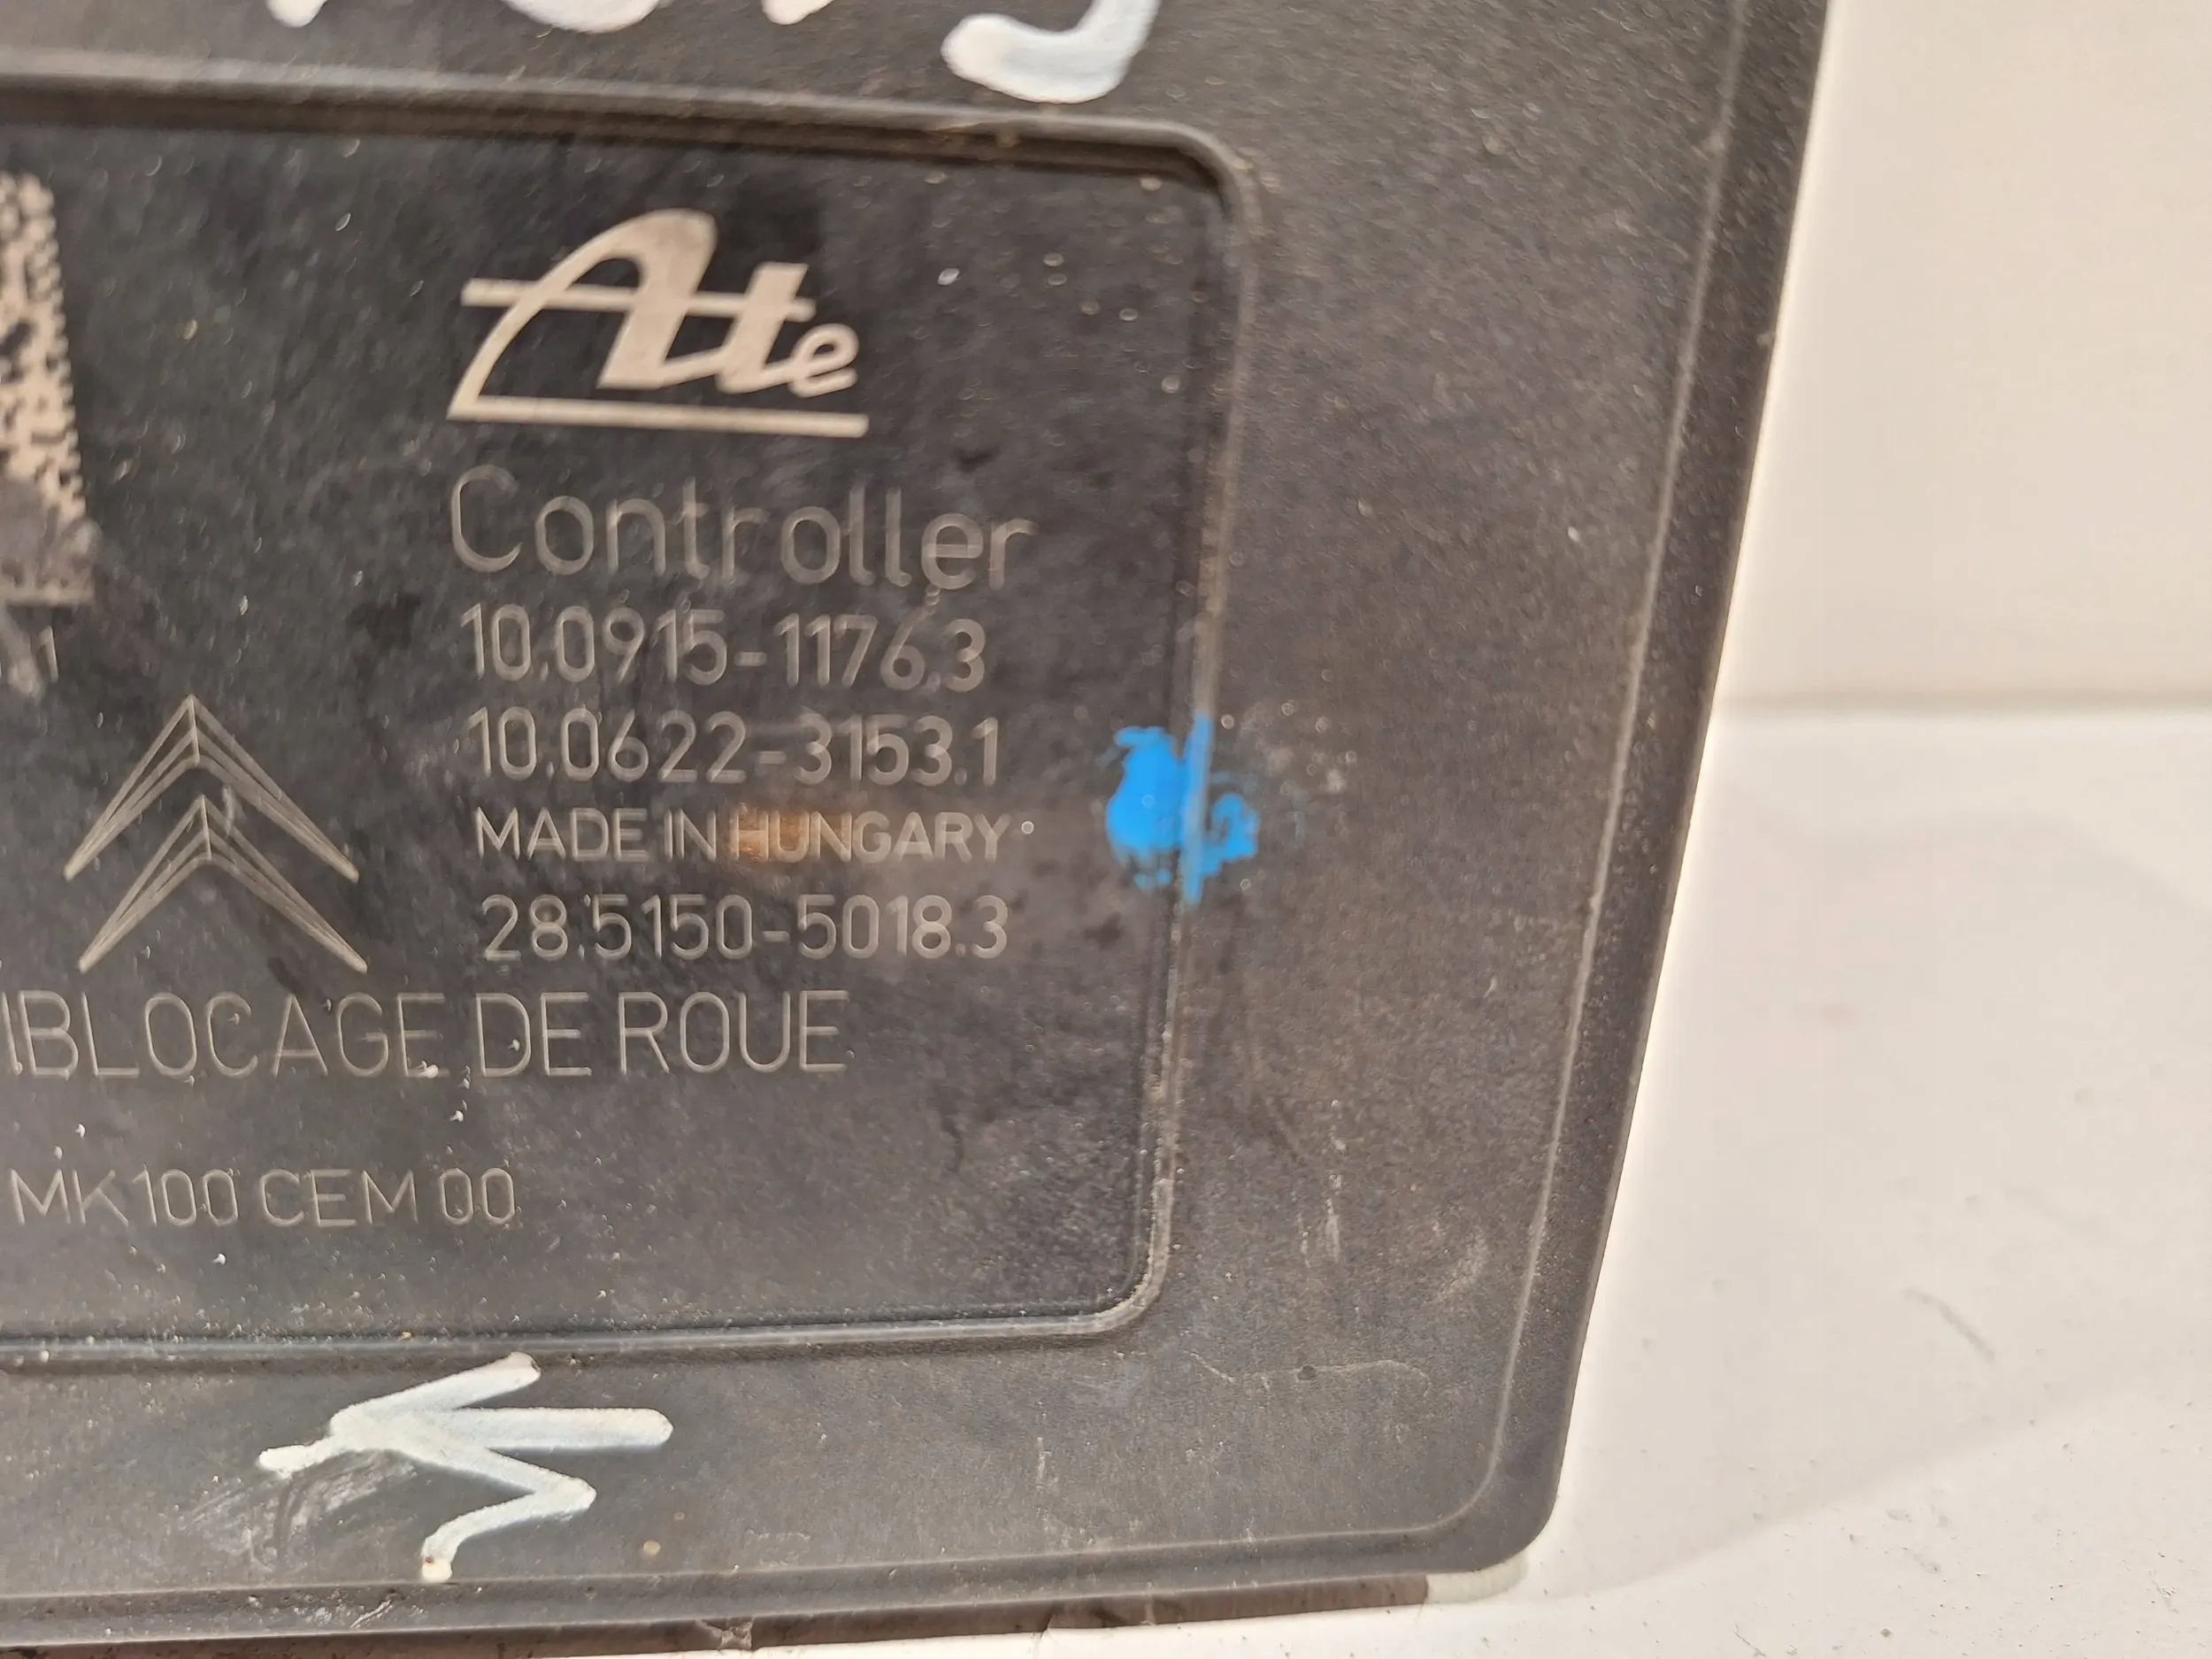 Ate
Controller
10.0915-1176.3
10.0622-3153.1
MADE IN HUNGARY
28.5150-5018.3
IBLOCAGE DE ROUE
MK100 CEM 00